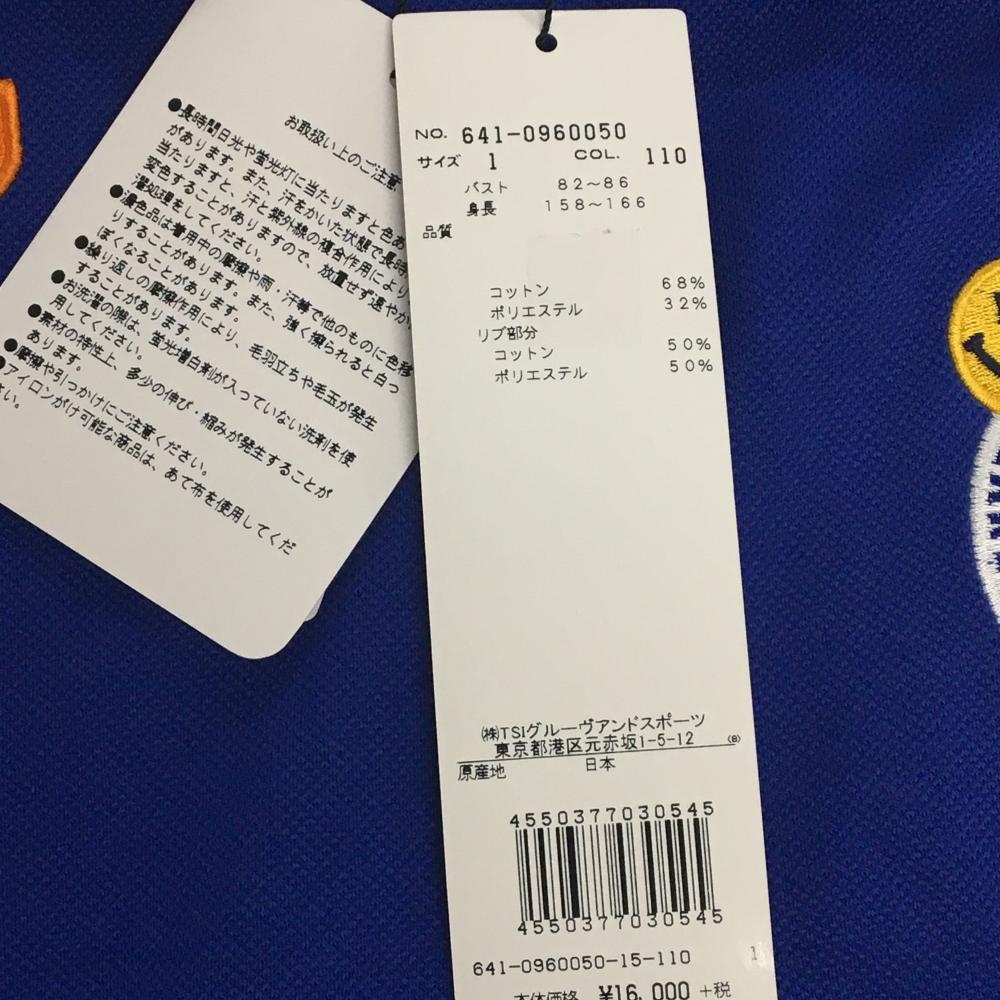 お取扱い上のご注意
●長時間日光や蛍光灯に当たりますと色あ
があります。また、汗をかいた状態で長時
当たりますと、汗と紫外線の複合作用により
変色することがありますので、放置せず速やか
濯処理をしてください。
●濃色品は着用中の摩擦や雨・汗等で他のものに色移
りすることがあります。また、強く擦られると白っ
ぽくなることがあります。
●繰り返しの摩擦作用により、毛羽立ちや毛玉が発生
することがあります。
●お洗濯の際は、蛍光増白剤が入っていない洗剤を使
用してください。
●素材の特性上、多少の伸び・縮みが発生することが
あります。
●摩擦や引っかけにご注意ください。
●アイロンがけ可能な商品は、あて布を使用してくだ
さい。
NO. 641-0960050
サイズ 1 COL. 110
バスト 82〜86
身長 158〜166
品質
コットン 68%
ポリエステル 32%
リブ部分
コットン 50%
ポリエステル 50%
㈱TSIグルーヴアンドスポーツ
東京都港区元赤坂1-5-12 (B)
原産地 日本
4550377030545
4550377030545
641-0960050-15-110 1
本体価格 ¥16,000+税